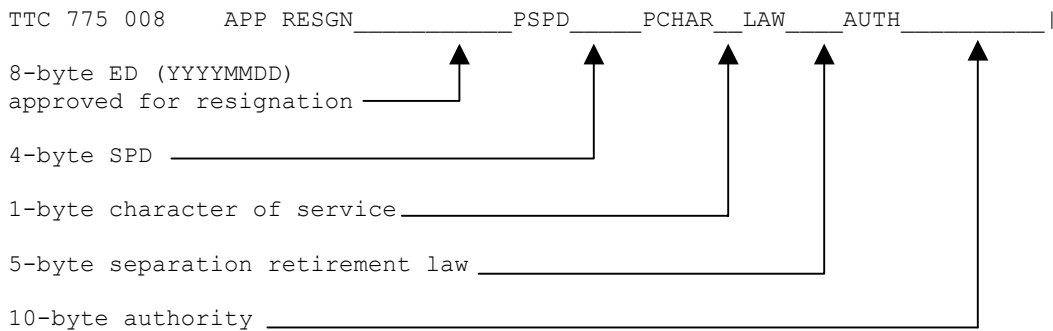 TTC 775 008 APP RESGN___________PSPD_____PCHAR__LAW____AUTH__________|
8-byte ED (YYYYMMDD)
approved for resignation
4-byte SPD
1-byte character of service
5-byte separation retirement law
10-byte authority